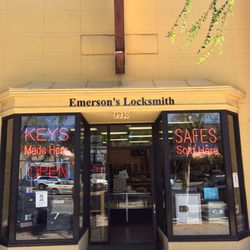 Emerson's Locksmith
KEYS
Made Here
OPEN
SAFES
Sold Here